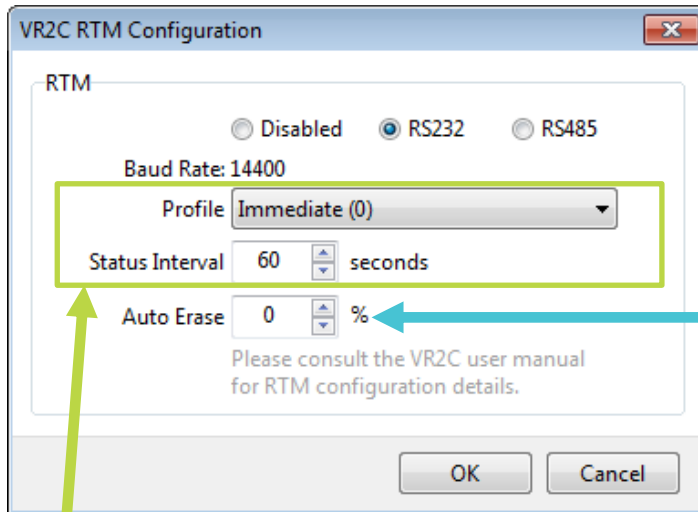 VR2C RTM Configuration
RTM
Disabled RS232 RS485
Baud Rate: 14400
Profile Immediate (0)
Status Interval 60 seconds
Auto Erase 0 %
Please consult the VR2C user manual
for RTM configuration details.
OK Cancel